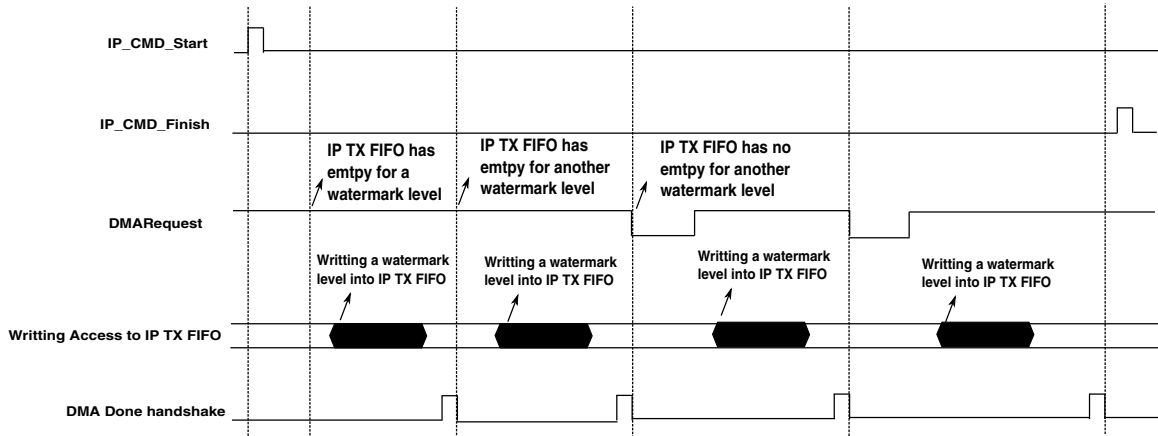 IP_CMD_Start
IP_CMD_Finish
IP TX FIFO has
emtpy for a
watermark level
IP TX FIFO has
emtpy for another
watermark level
IP TX FIFO has no
emtpy for another
watermark level
DMARequest
Writting a watermark
level into IP TX FIFO
Writting a watermark
level into IP TX FIFO
Writting a watermark
level into IP TX FIFO
Writting a watermark
level into IP TX FIFO
Writting Access to IP TX FIFO
DMA Done handshake